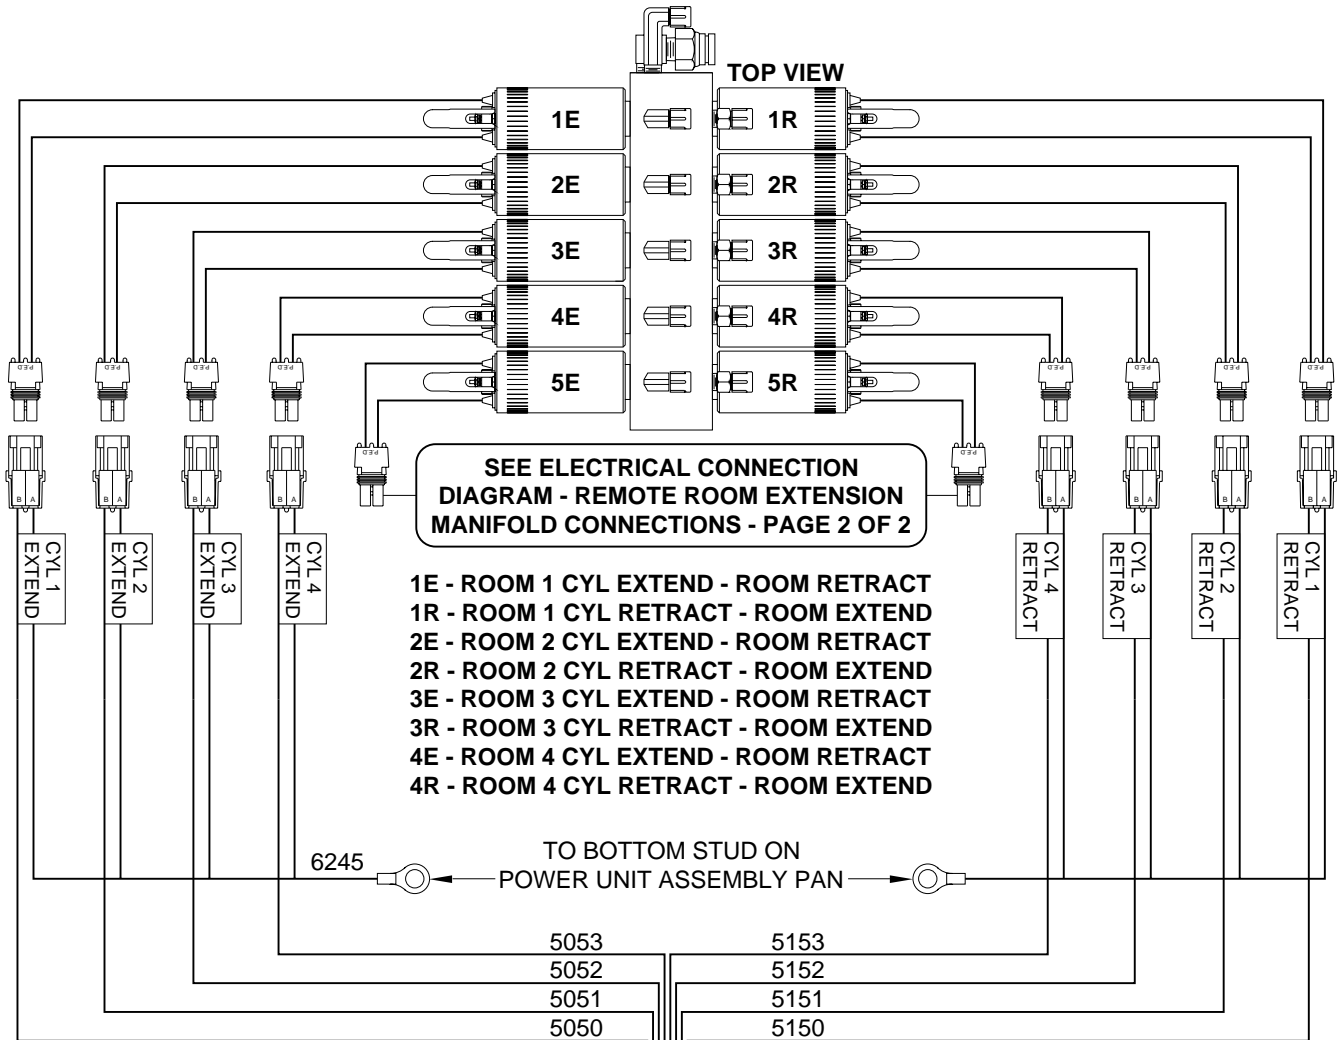 TOP VIEW
1E 1R
2E 2R
3E 3R
4E 4R
5E 5R
P.E.D P.E.D P.E.D P.E.D P.E.D P.E.D P.E.D P.E.D
P.E.D P.E.D
SEE ELECTRICAL CONNECTION
DIAGRAM - REMOTE ROOM EXTENSION
MANIFOLD CONNECTIONS - PAGE 2 OF 2
B A B A B A B A B A B A B A B A
CYL 1
EXTEND
CYL 2
EXTEND
CYL 3
EXTEND
CYL 4
EXTEND
CYL 4
RETRACT
CYL 3
RETRACT
CYL 2
RETRACT
CYL 1
RETRACT
1E - ROOM 1 CYL EXTEND - ROOM RETRACT
1R - ROOM 1 CYL RETRACT - ROOM EXTEND
2E - ROOM 2 CYL EXTEND - ROOM RETRACT
2R - ROOM 2 CYL RETRACT - ROOM EXTEND
3E - ROOM 3 CYL EXTEND - ROOM RETRACT
3R - ROOM 3 CYL RETRACT - ROOM EXTEND
4E - ROOM 4 CYL EXTEND - ROOM RETRACT
4R - ROOM 4 CYL RETRACT - ROOM EXTEND
6245
TO BOTTOM STUD ON
POWER UNIT ASSEMBLY PAN
5053 5153
5052 5152
5051 5151
5050 5150